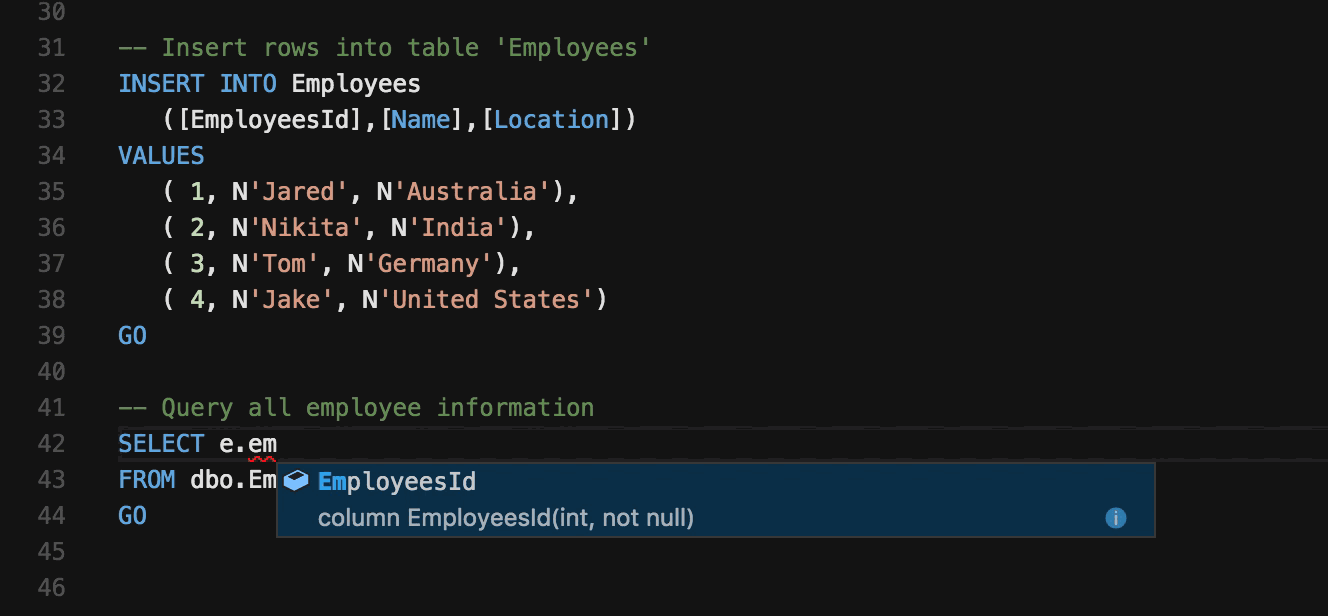 30
31 -- Insert rows into table 'Employees'
32 INSERT INTO Employees
33 ([EmployeesId],[Name],[Location])
34 VALUES
35 ( 1, N'Jared', N'Australia'),
36 ( 2, N'Nikita', N'India'),
37 ( 3, N'Tom', N'Germany'),
38 ( 4, N'Jake', N'United States')
39 GO
40
41 -- Query all employee information
42 SELECT e.em
43 FROM dbo.Em
EmployeesId
44 GO
column EmployeesId(int, not null)
45
46